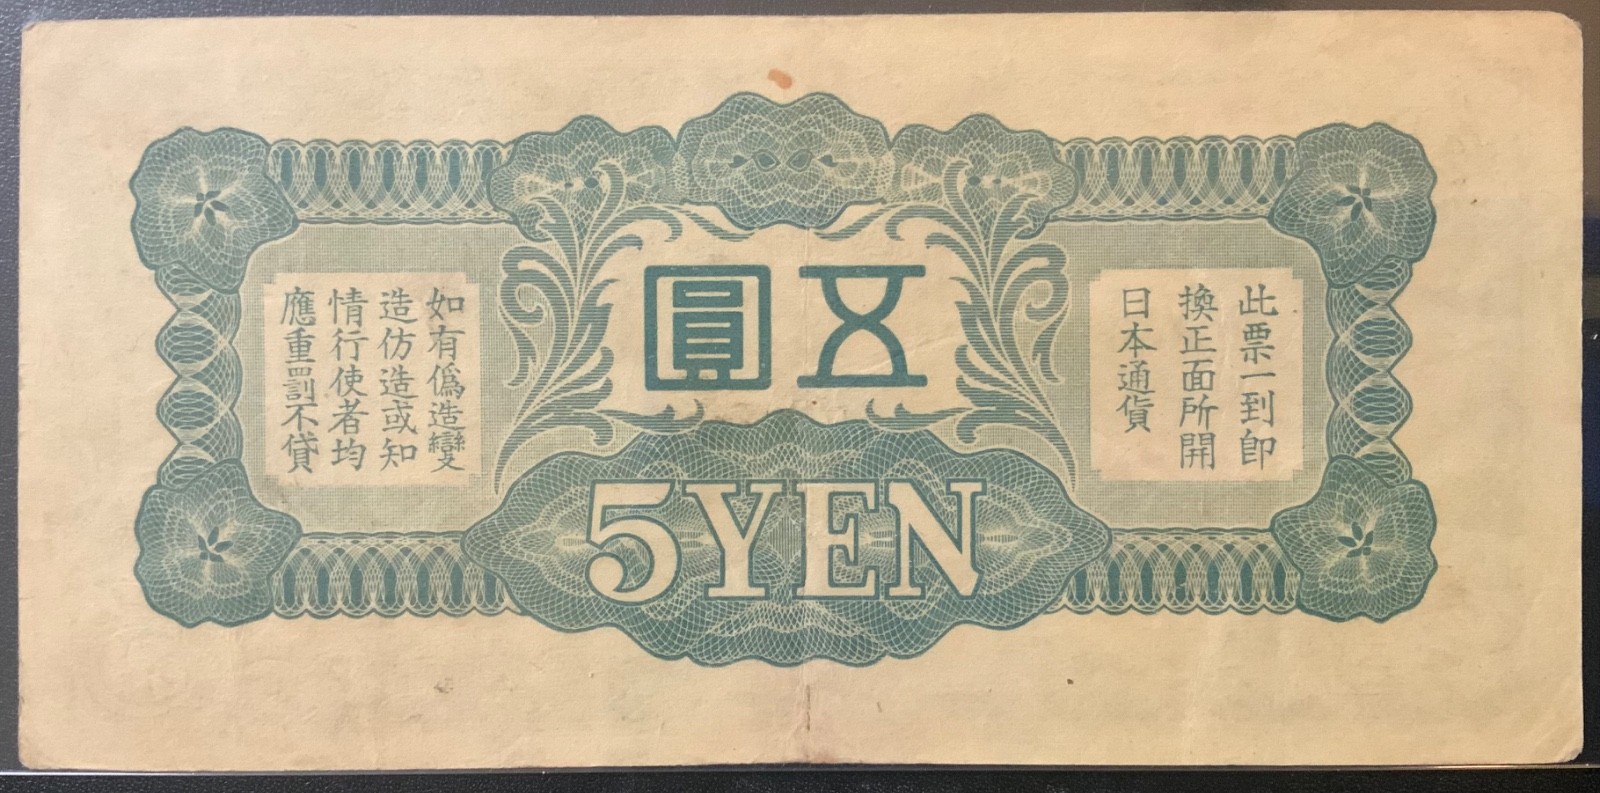 此票一到即
換正面所開
日本通貨
五圓
5YEN
如有偽造變
造仿造或知
情行使者均
應重罰不貸